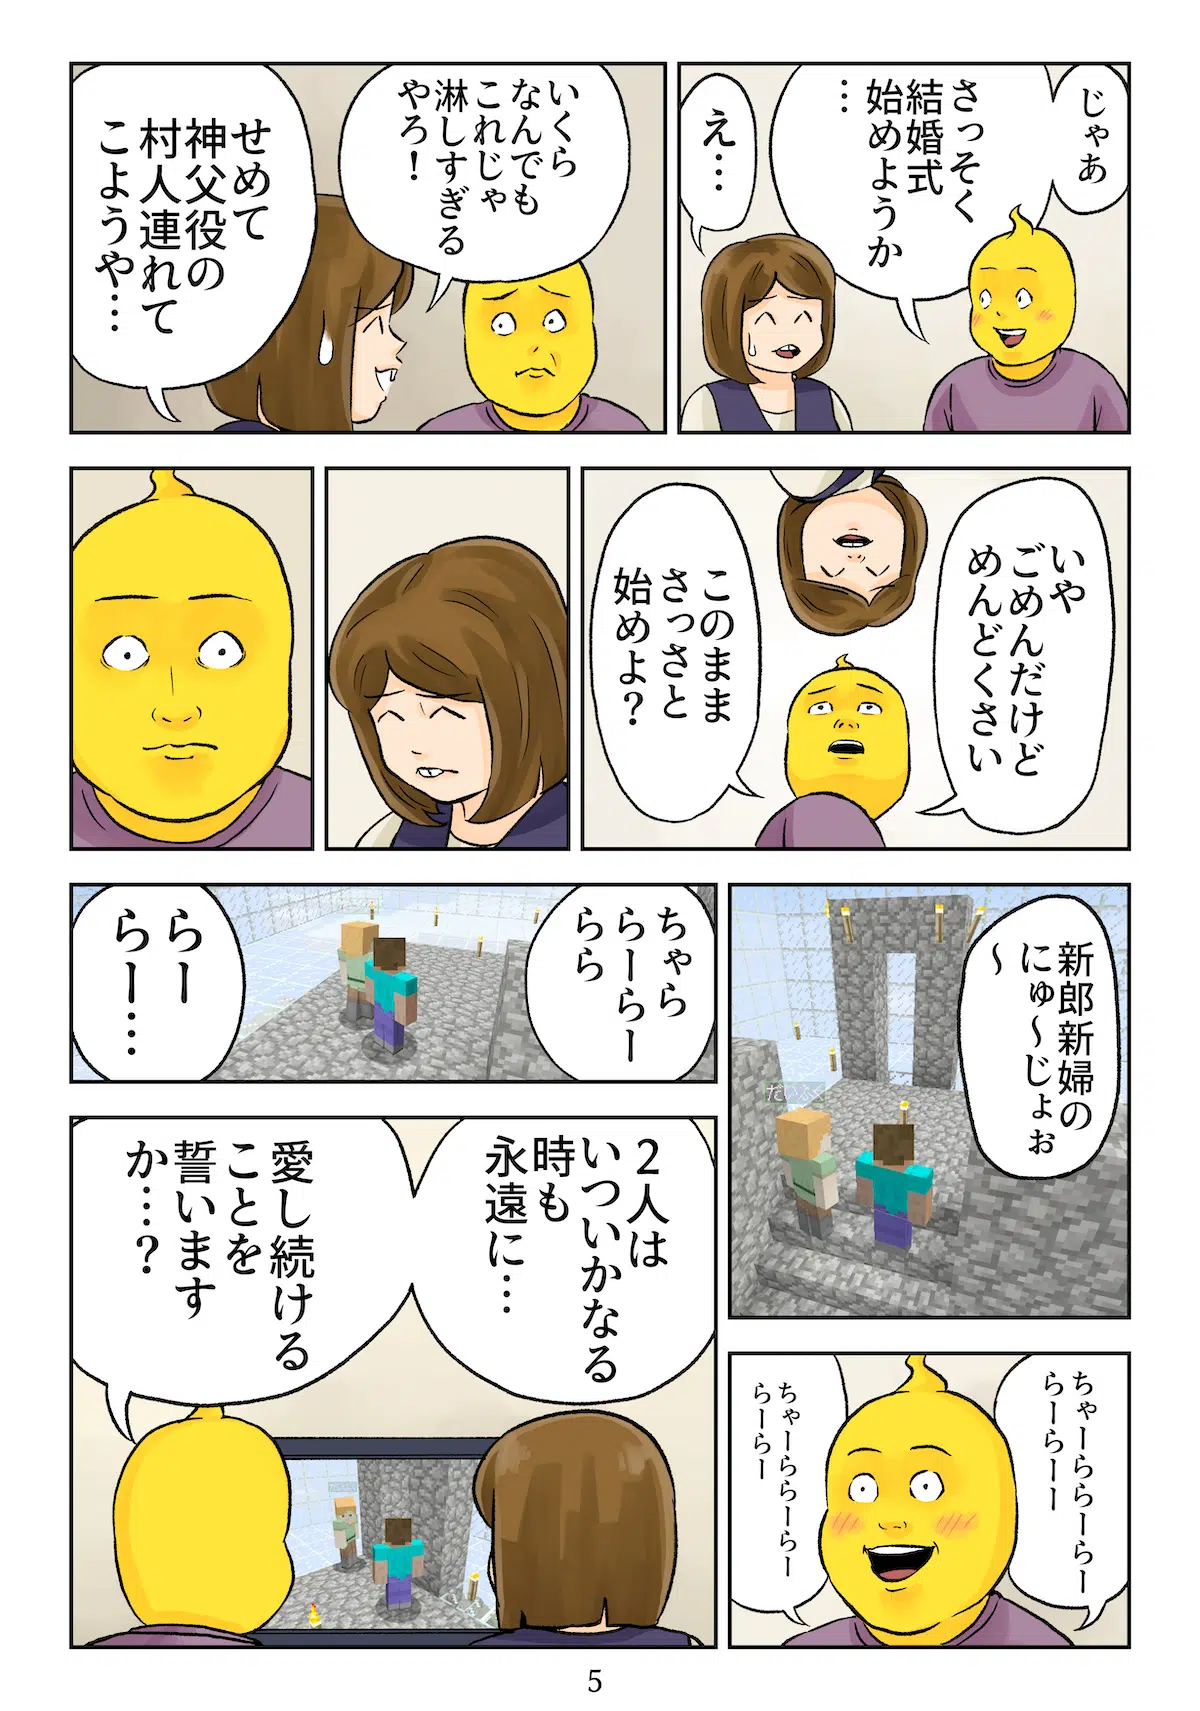 じゃあ
さっそく
結婚式
始めようか
…
え…
いくら
なんでも
これじゃ
淋しすぎる
やろ！
せめて
神父役の
村人連れて
こようや…
いや
ごめんだけど
めんどくさい
このまま
さっさと
始めよ？
新郎新婦の
にゅ〜じょぉ
〜
ちゃーららーらー
らーらーー
ちゃーららーらー
らーらー
ちゃら
らーらー
らら
らー
らー…
だいふく
2人は
いついかなる
時も
永遠に…
愛し続ける
ことを
誓います
か…？
5